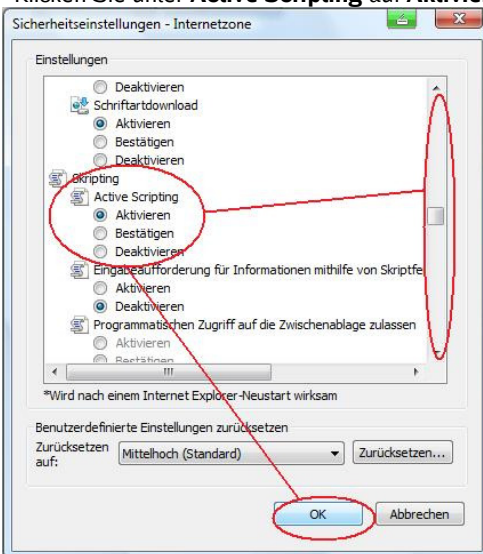 Klicken Sie unter Active Scripting auf Aktivie
Sicherheitseinstellungen - Internetzone
Einstellungen
Deaktivieren
Schriftartdownload
Aktivieren
Bestätigen
Deaktivieren
Skripting
Active Scripting
Aktivieren
Bestätigen
Deaktivieren
Eingabeaufforderung für Informationen mithilfe von Skriptfe
Aktivieren
Deaktivieren
Programmatischen Zugriff auf die Zwischenablage zulassen
Aktivieren
Bestätigen
*Wird nach einem Internet Explorer-Neustart wirksam
Benutzerdefinierte Einstellungen zurücksetzen
Zurücksetzen auf:
Mittelhoch (Standard)
Zurücksetzen...
OK
Abbrechen